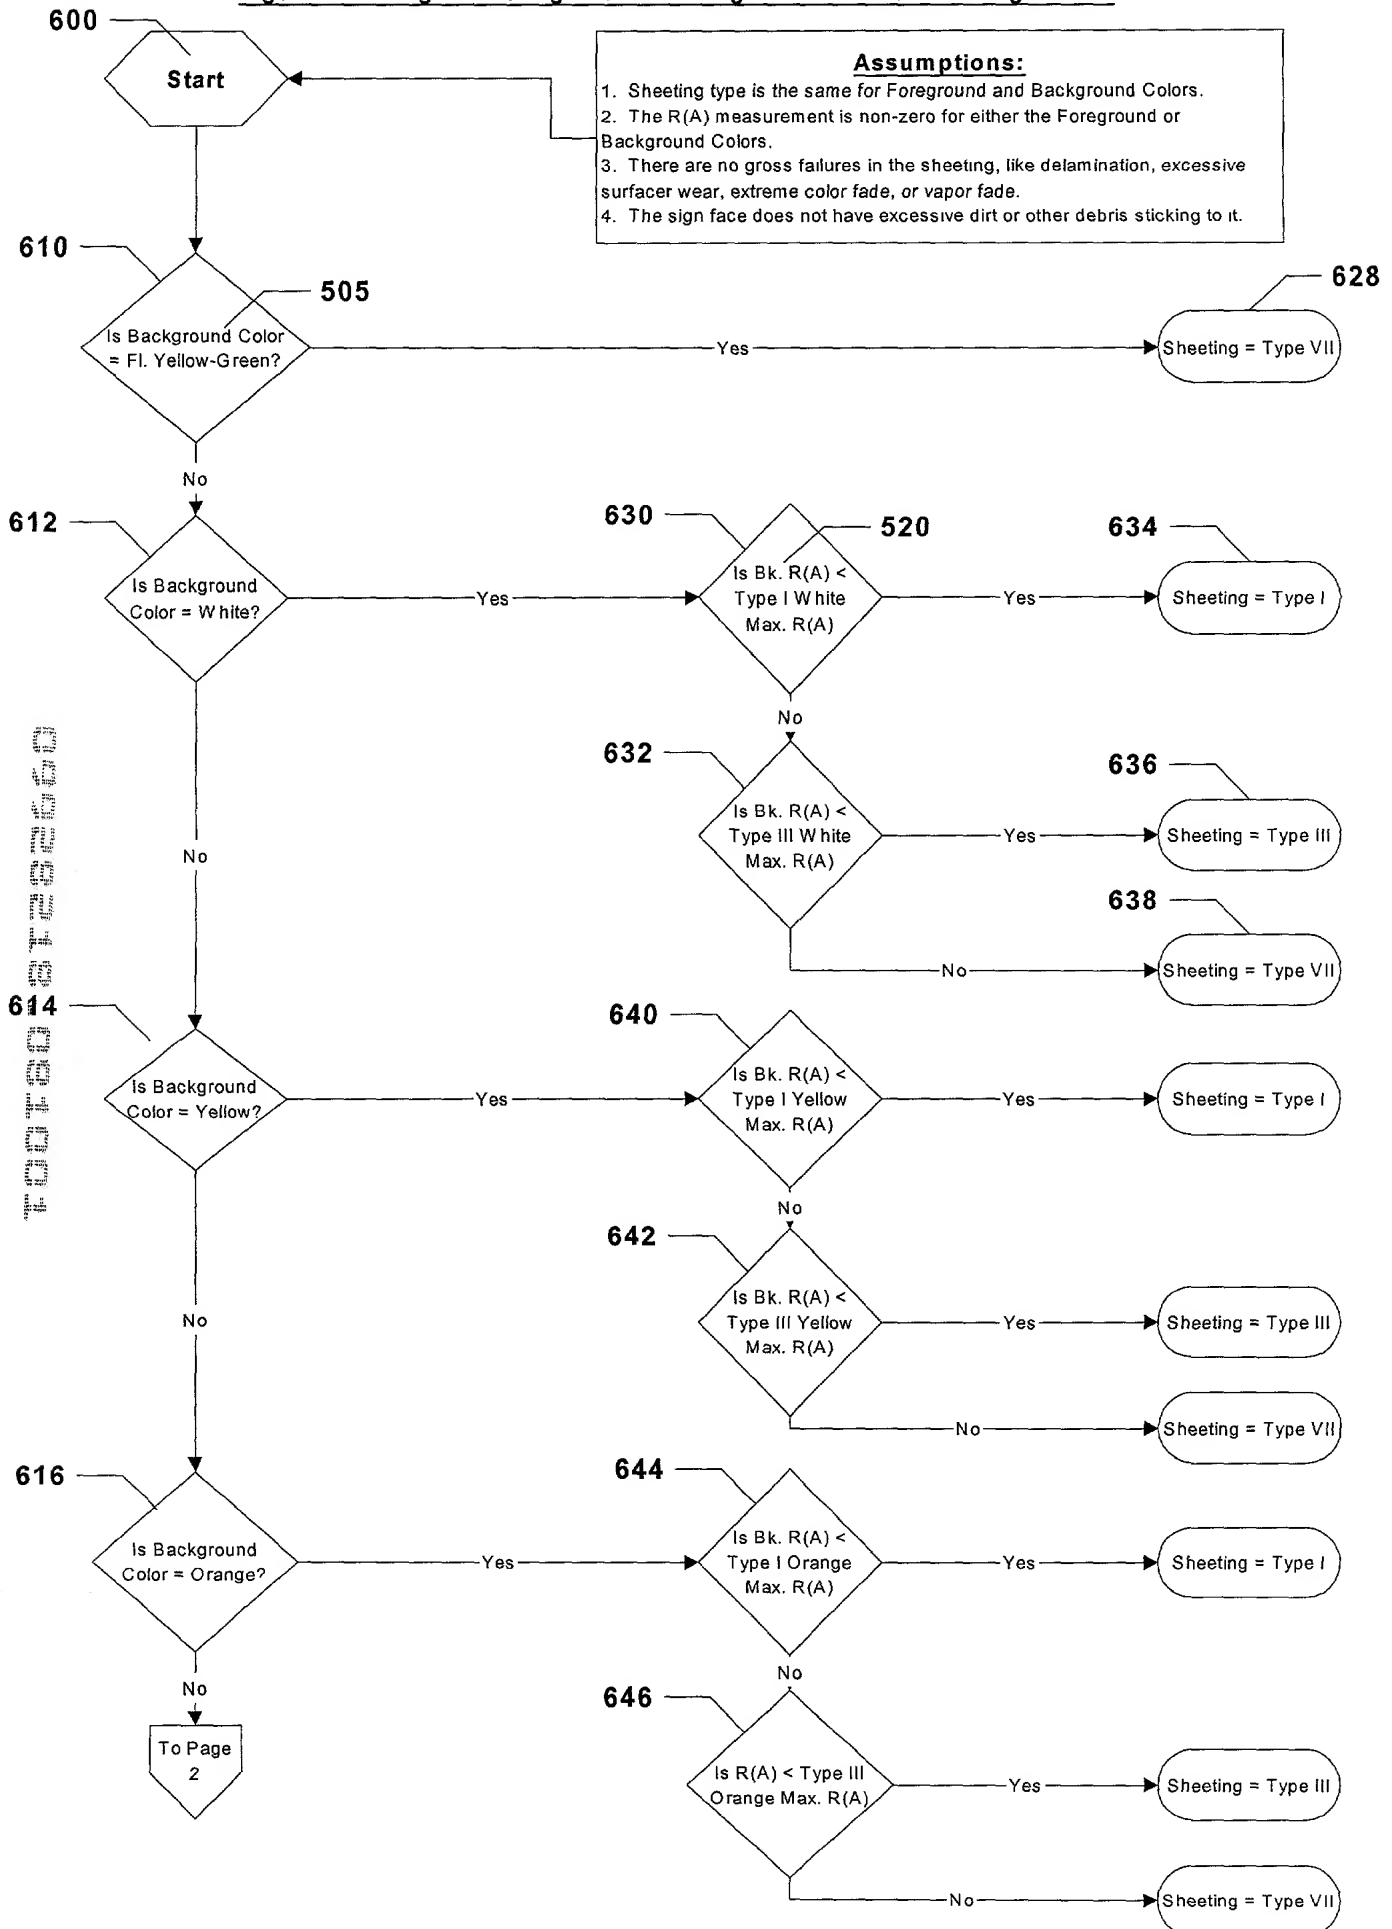 600
Start
Assumptions:
1. Sheeting type is the same for Foreground and Background Colors.
2. The R(A) measurement is non-zero for either the Foreground or
Background Colors.
3. There are no gross failures in the sheeting, like delamination, excessive
surfacer wear, extreme color fade, or vapor fade.
4. The sign face does not have excessive dirt or other debris sticking to it.
610
505
628
Is Background Color
= Fl. Yellow-Green?
Yes
Sheeting = Type VII
No
612
630
520
634
Is Background
Color = White?
Yes
Is Bk. R(A) <
Type I White
Max. R(A)
Yes
Sheeting = Type I
No
632
636
Is Bk. R(A) <
Type III White
Max. R(A)
Yes
Sheeting = Type III
No
638
No
Sheeting = Type VII
614
640
Is Background
Color = Yellow?
Yes
Is Bk. R(A) <
Type I Yellow
Max. R(A)
Yes
Sheeting = Type I
No
642
Is Bk. R(A) <
Type III Yellow
Max. R(A)
Yes
Sheeting = Type III
No
No
Sheeting = Type VII
616
644
Is Background
Color = Orange?
Yes
Is Bk. R(A) <
Type I Orange
Max. R(A)
Yes
Sheeting = Type I
No
No
646
To Page
2
Is R(A) < Type III
Orange Max. R(A)
Yes
Sheeting = Type III
No
Sheeting = Type VII